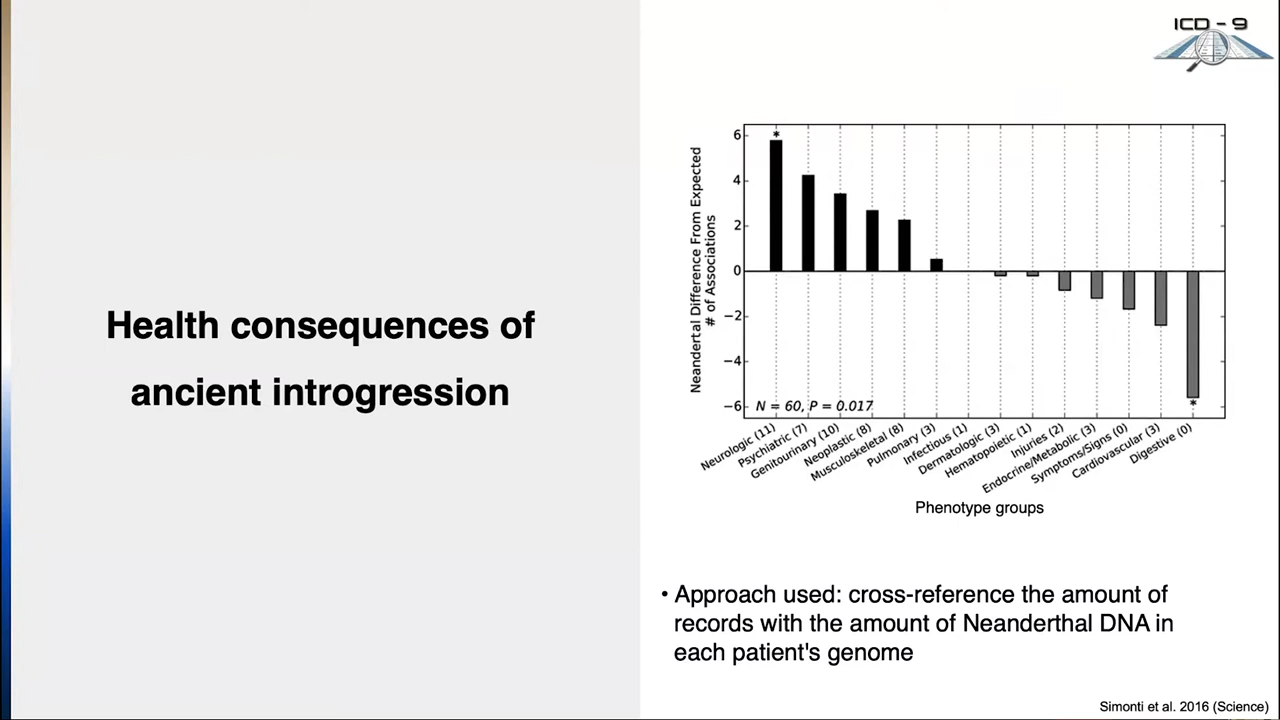 ICD - 9
Health consequences of
ancient introgression
Neandertal Difference From Expected
# of Associations
6
4
2
0
−2
−4
−6
*
*
N = 60, P = 0.017
Neurologic (11)
Psychiatric (7)
Genitourinary (10)
Neoplastic (8)
Musculoskeletal (8)
Pulmonary (3)
Infectious (1)
Dermatologic (3)
Hematopoietic (1)
Injuries (2)
Endocrine/Metabolic (3)
Symptoms/Signs (0)
Cardiovascular (3)
Digestive (0)
Phenotype groups
• Approach used: cross-reference the amount of
records with the amount of Neanderthal DNA in
each patient's genome
Simonti et al. 2016 (Science)